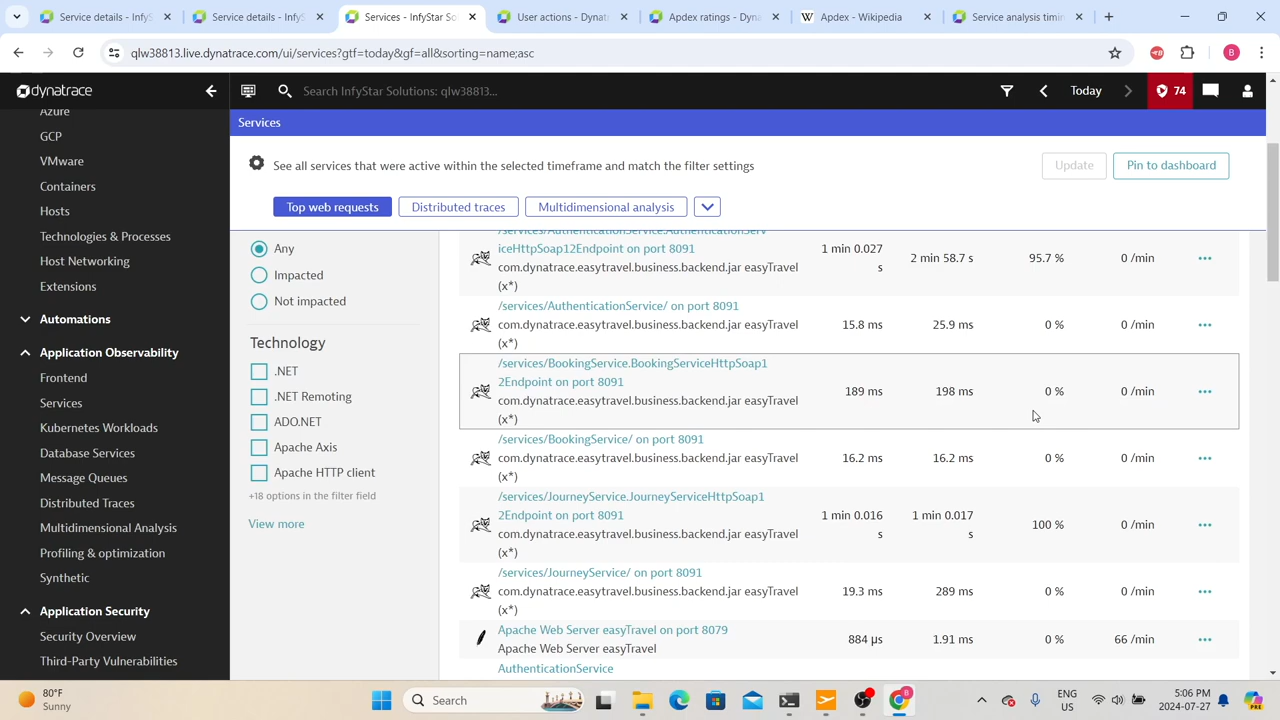 Services details - InfyS
Service details - InfySt
Services - InfyStar So
User actions - Dynatr
Apdex ratings - Dyna
Apdex - Wikipedia
Service analysis timin
qlw38813.live.dynatrace.com/ui/services?gtf=today&gf=all&sorting=name;asc
B
dynatrace
Search InfyStar Solutions: qlw38813...
Today
74
Azure
GCP
VMware
Containers
Hosts
Technologies & Processes
Host Networking
Extensions
Automations
Application Observability
Frontend
Services
Kubernetes Workloads
Database Services
Message Queues
Distributed Traces
Multidimensional Analysis
Profiling & optimization
Synthetic
Application Security
Security Overview
Third-Party Vulnerabilities
Services
See all services that were active within the selected timeframe and match the filter settings
Update
Pin to dashboard
Top web requests
Distributed traces
Multidimensional analysis
Any
Impacted
Not impacted
Technology
.NET
.NET Remoting
ADO.NET
Apache Axis
Apache HTTP client
+18 options in the filter field
View more
/services/AuthenticationService.AuthenticationServ
iceHttpSoap12Endpoint on port 8091
com.dynatrace.easytravel.business.backend.jar easyTravel
(x*)
1 min 0.027
s
2 min 58.7 s
95.7 %
0 /min
/services/AuthenticationService/ on port 8091
com.dynatrace.easytravel.business.backend.jar easyTravel
(x*)
15.8 ms
25.9 ms
0 %
0 /min
/services/BookingService.BookingServiceHttpSoap1
2Endpoint on port 8091
com.dynatrace.easytravel.business.backend.jar easyTravel
(x*)
189 ms
198 ms
0 %
0 /min
/services/BookingService/ on port 8091
com.dynatrace.easytravel.business.backend.jar easyTravel
(x*)
16.2 ms
16.2 ms
0 %
0 /min
/services/JourneyService.JourneyServiceHttpSoap1
2Endpoint on port 8091
com.dynatrace.easytravel.business.backend.jar easyTravel
(x*)
1 min 0.016
s
1 min 0.017
s
100 %
0 /min
/services/JourneyService/ on port 8091
com.dynatrace.easytravel.business.backend.jar easyTravel
(x*)
19.3 ms
289 ms
0 %
0 /min
Apache Web Server easyTravel on port 8079
Apache Web Server easyTravel
884 µs
1.91 ms
0 %
66 /min
AuthenticationService
80°F
Sunny
Search
ENG
US
5:06 PM
2024-07-27
PRE